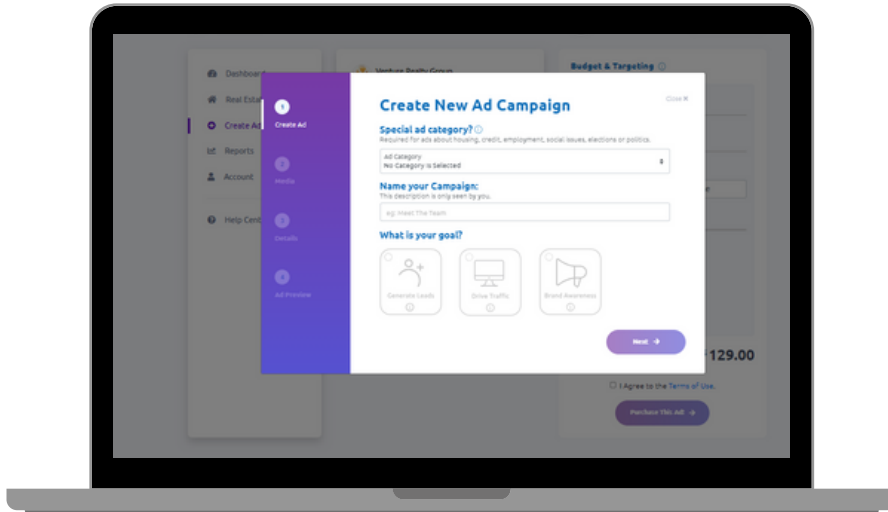 Dashboard
Real Estat
Create Ad
Reports
Account
Help Cent
Venture Realty Group
Budget & Targeting
1
Create Ad
2
Media
3
Details
4
Ad Preview
Create New Ad Campaign
Close X
Special ad category?
Required for ads about housing, credit, employment, social issues, elections or politics.
Ad Category
No Category is Selected
Name your Campaign:
This description is only seen by you.
eg: Meet The Team
What is your goal?
Generate Leads
Drive Traffic
Brand Awareness
Next
129.00
I Agree to the Terms of Use.
Purchase This Ad!